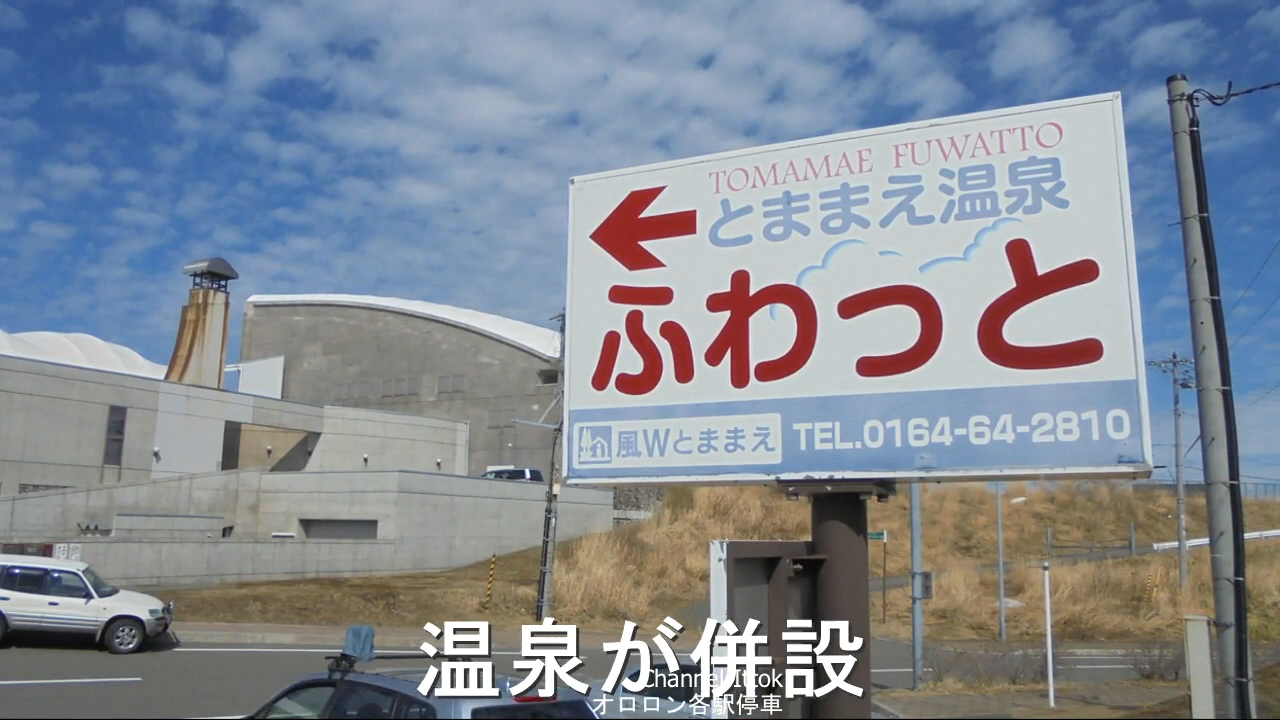 TOMAMAE FUWATTO
とままえ温泉
ふわっと
風Wとままえ
TEL.0164-64-2810
温泉が併設
Channel Ittok
オロロン各駅停車